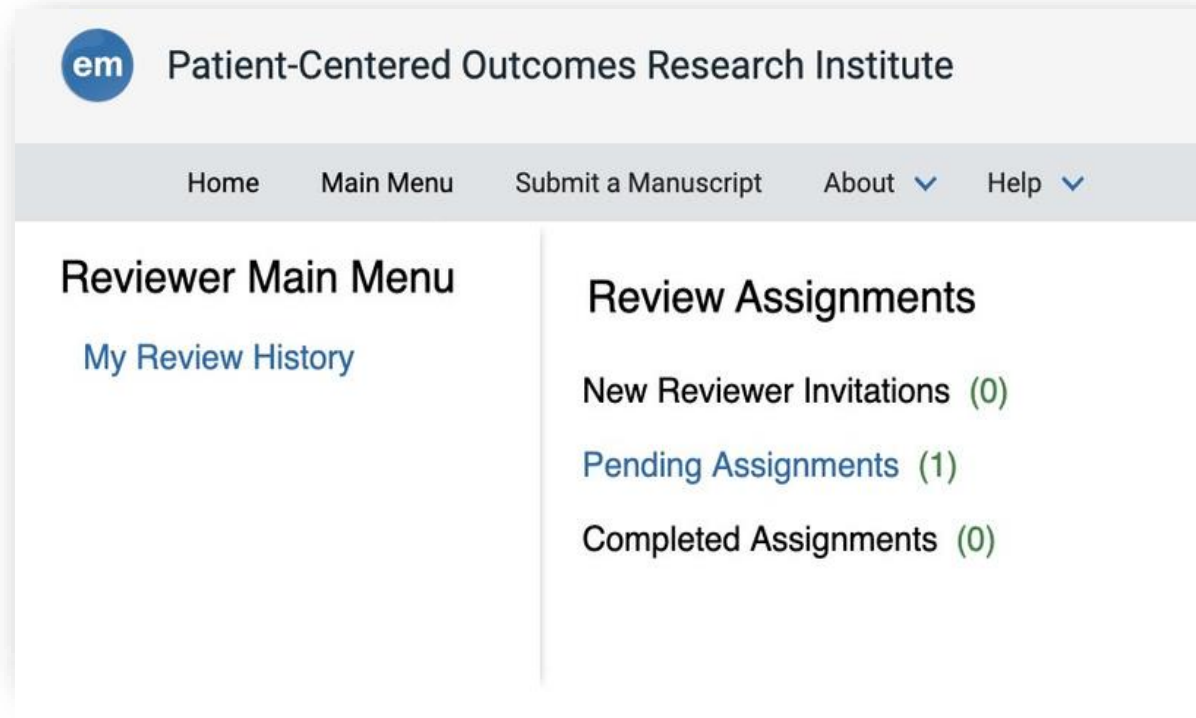 em Patient-Centered Outcomes Research Institute
Home Main Menu Submit a Manuscript About Help
Reviewer Main Menu
My Review History
Review Assignments
New Reviewer Invitations (0)
Pending Assignments (1)
Completed Assignments (0)